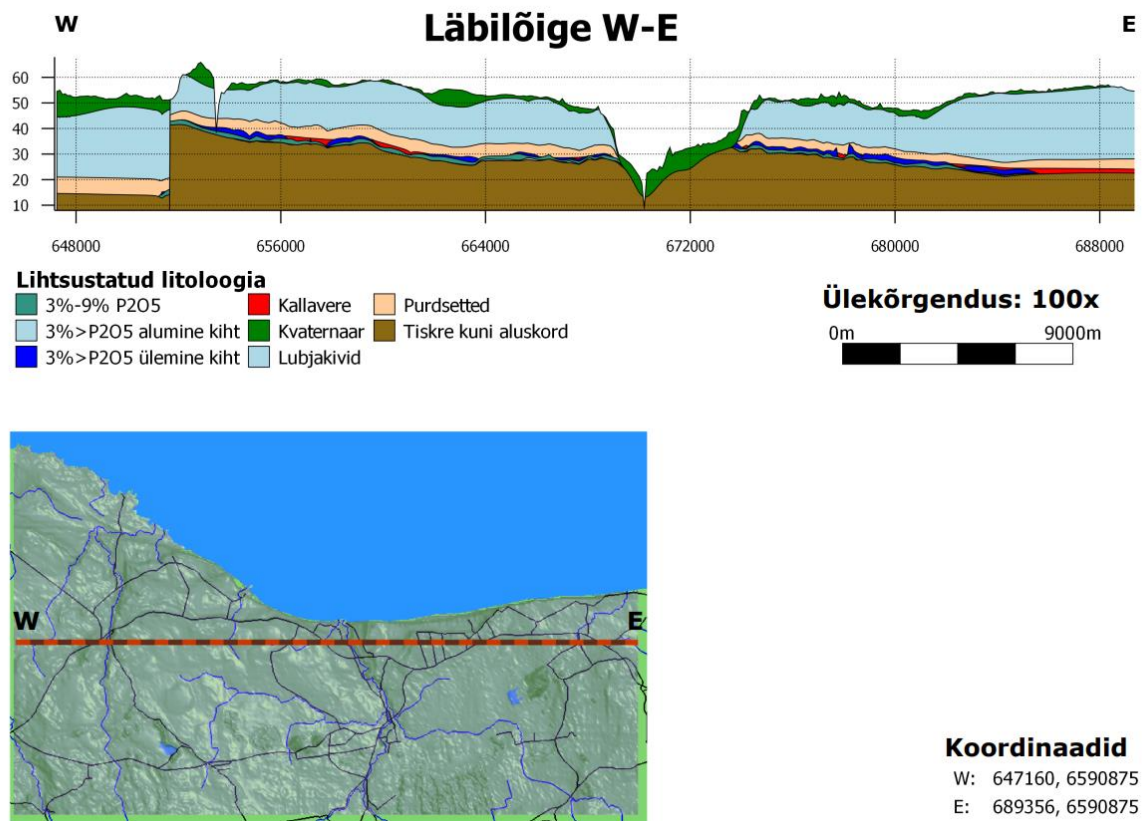 W
Läbilõige W-E
E
60
50
40
30
20
10
648000 656000 664000 672000 680000 688000
Lihtsustatud litoloogia
3%-9% P2O5 Kallavere Purdsetted
3%>P2O5 alumine kiht Kvaternaar Tiskre kuni aluskord
3%>P2O5 ülemine kiht Lubjakivid
Ülekõrgendus: 100x
0m 9000m
W E
Koordinaadid
W: 647160, 6590875
E: 689356, 6590875